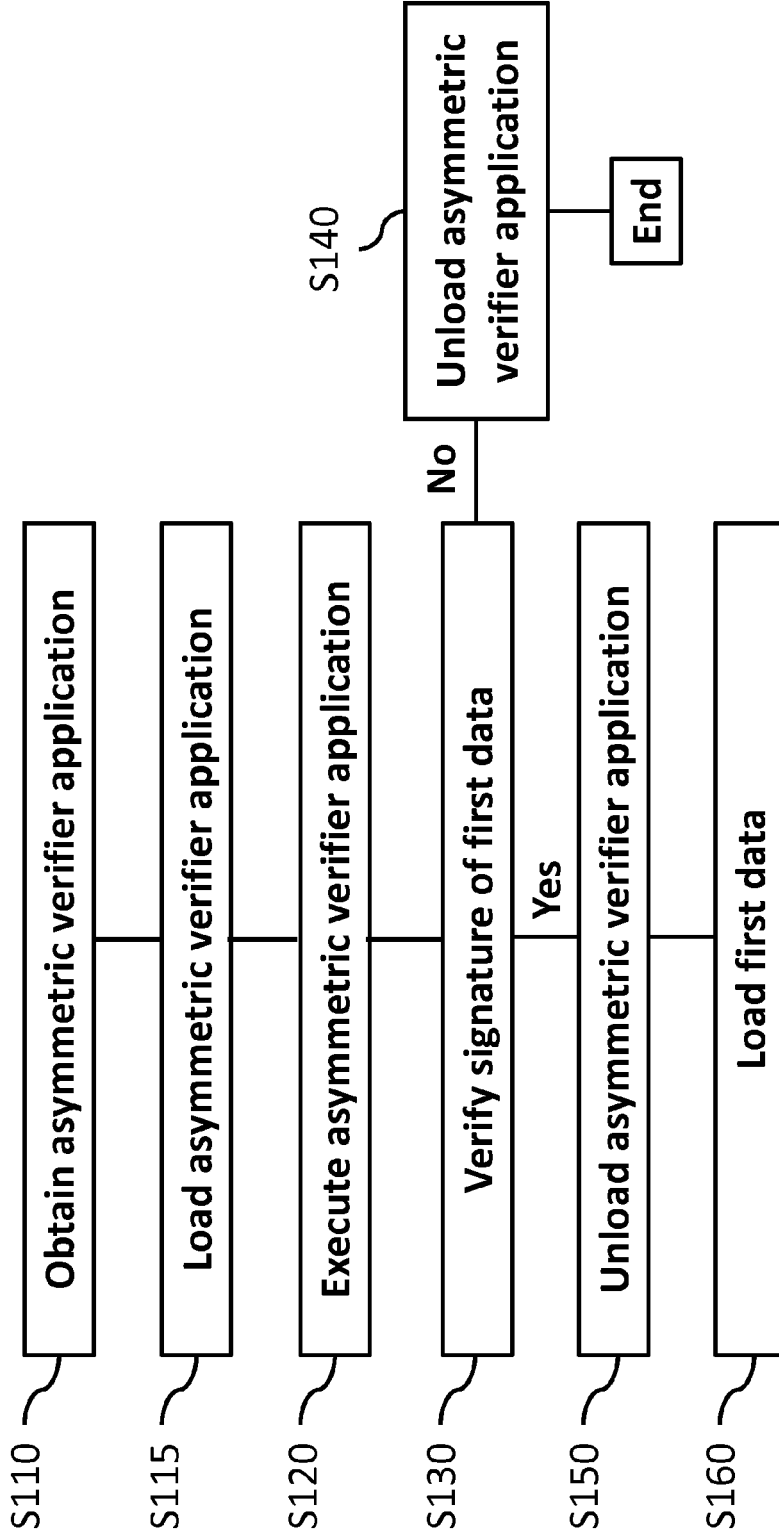 S110
Obtain asymmetric verifier application
S115
Load asymmetric verifier application
S120
Execute asymmetric verifier application
S130
Verify signature of first data
No
S140
Unload asymmetric
verifier application
End
Yes
S150
Unload asymmetric verifier application
S160
Load first data